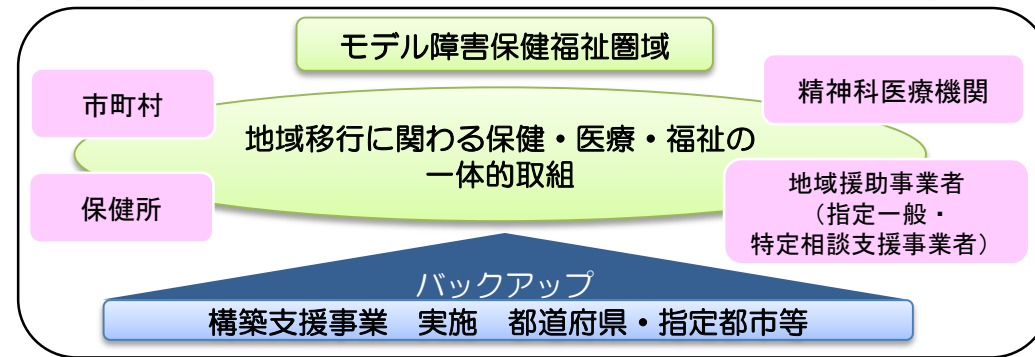 モデル障害保健福祉圏域
市町村
精神科医療機関
地域移行に関わる保健・医療・福祉の
一体的取組
保健所
地域援助事業者
（指定一般・
特定相談支援事業者）
バックアップ
構築支援事業　実施　都道府県・指定都市等